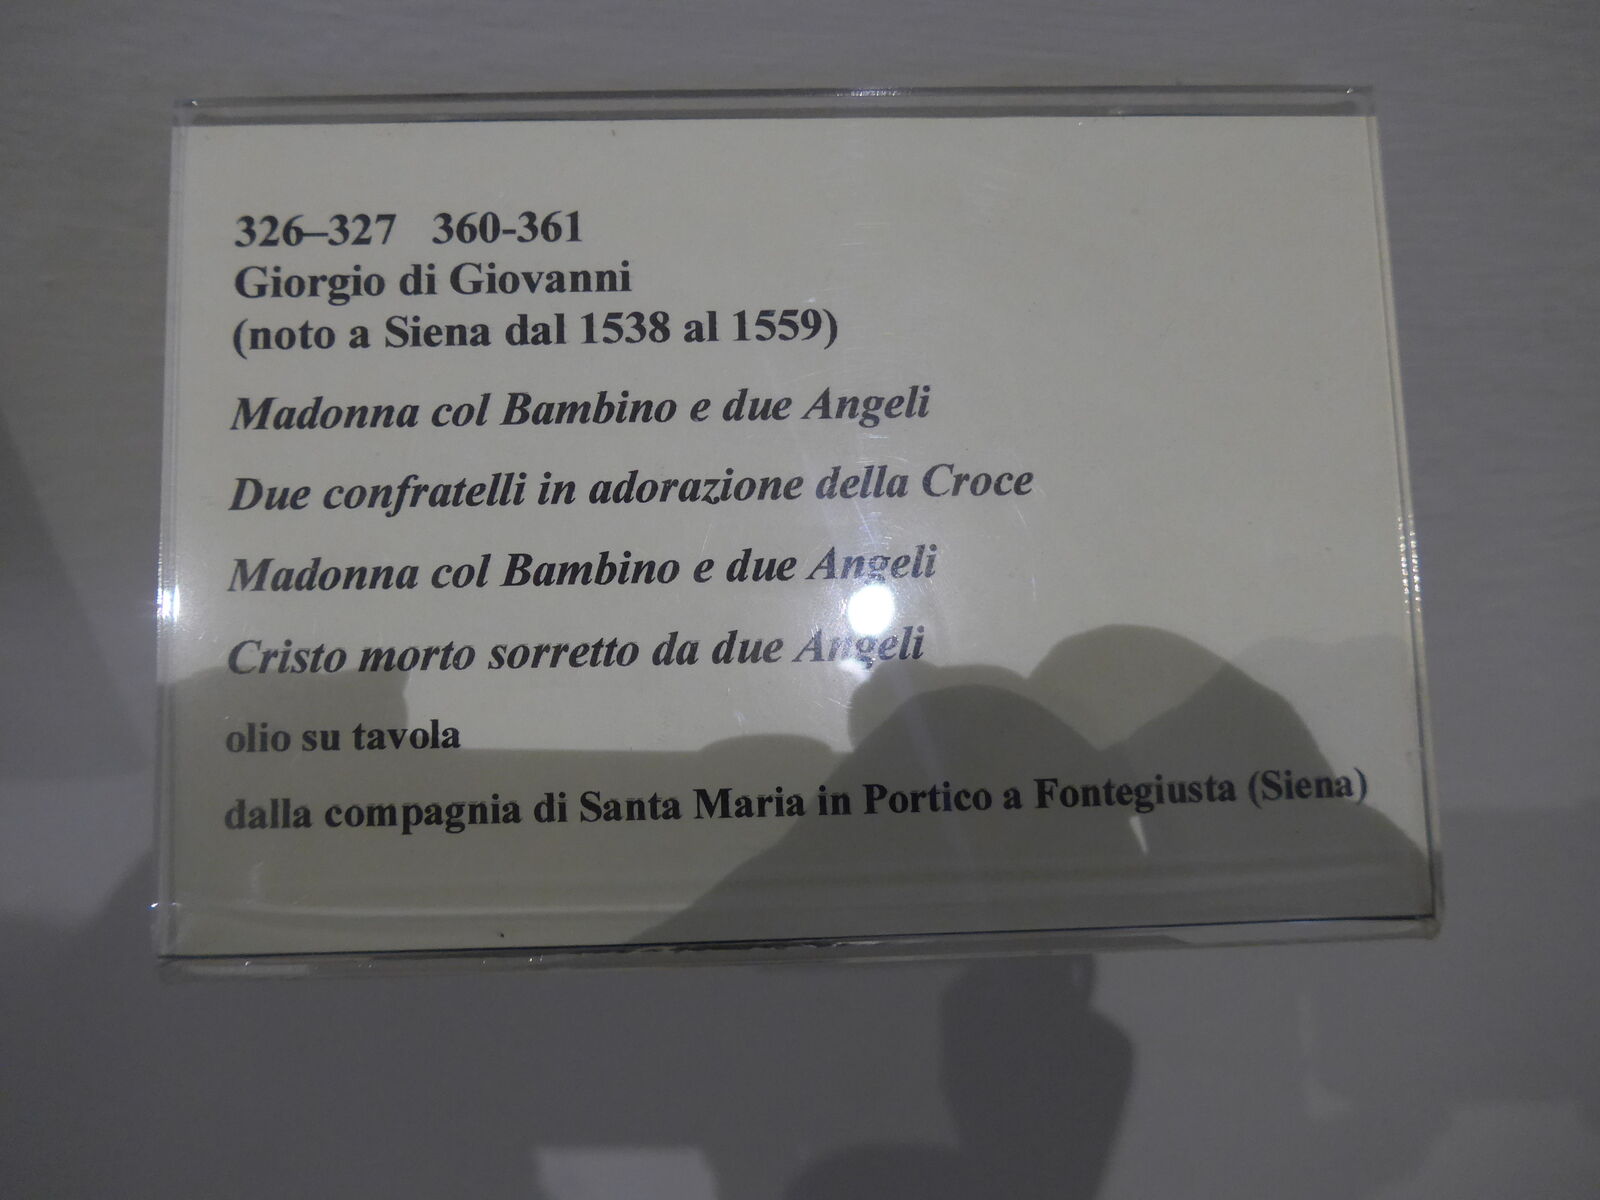 326–327 360-361
Giorgio di Giovanni
(noto a Siena dal 1538 al 1559)
Madonna col Bambino e due Angeli
Due confratelli in adorazione della Croce
Madonna col Bambino e due Angeli
Cristo morto sorretto da due Angeli
olio su tavola
dalla compagnia di Santa Maria in Portico a Fontegiusta (Siena)